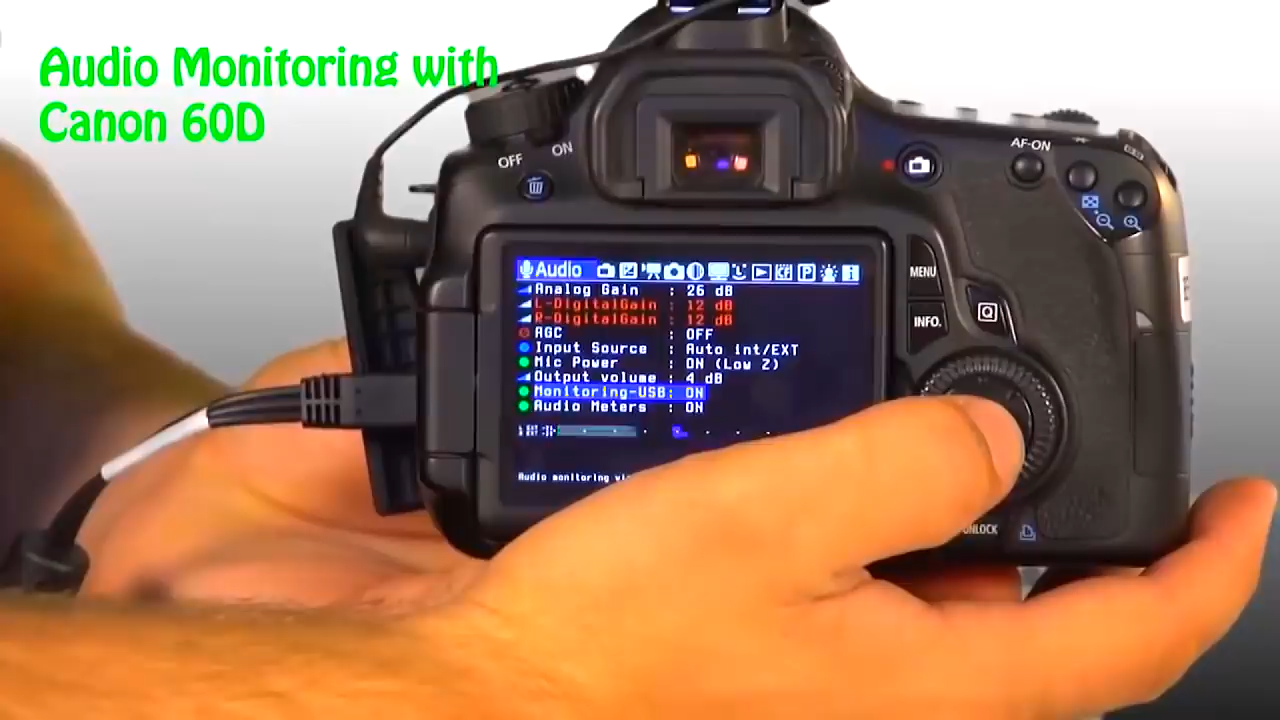 Audio Monitoring with
Canon 60D
OFF ON
AF-ON
Audio
Analog Gain : 26 dB
L-DigitalGain : 12 dB
R-DigitalGain : 12 dB
AGC : OFF
Input Source : Auto int/EXT
Mic Power : ON (Low Z)
Output volume : 4 dB
Monitoring-USB: ON
Audio Meters : ON
Audio monitoring
MENU
INFO.
Q